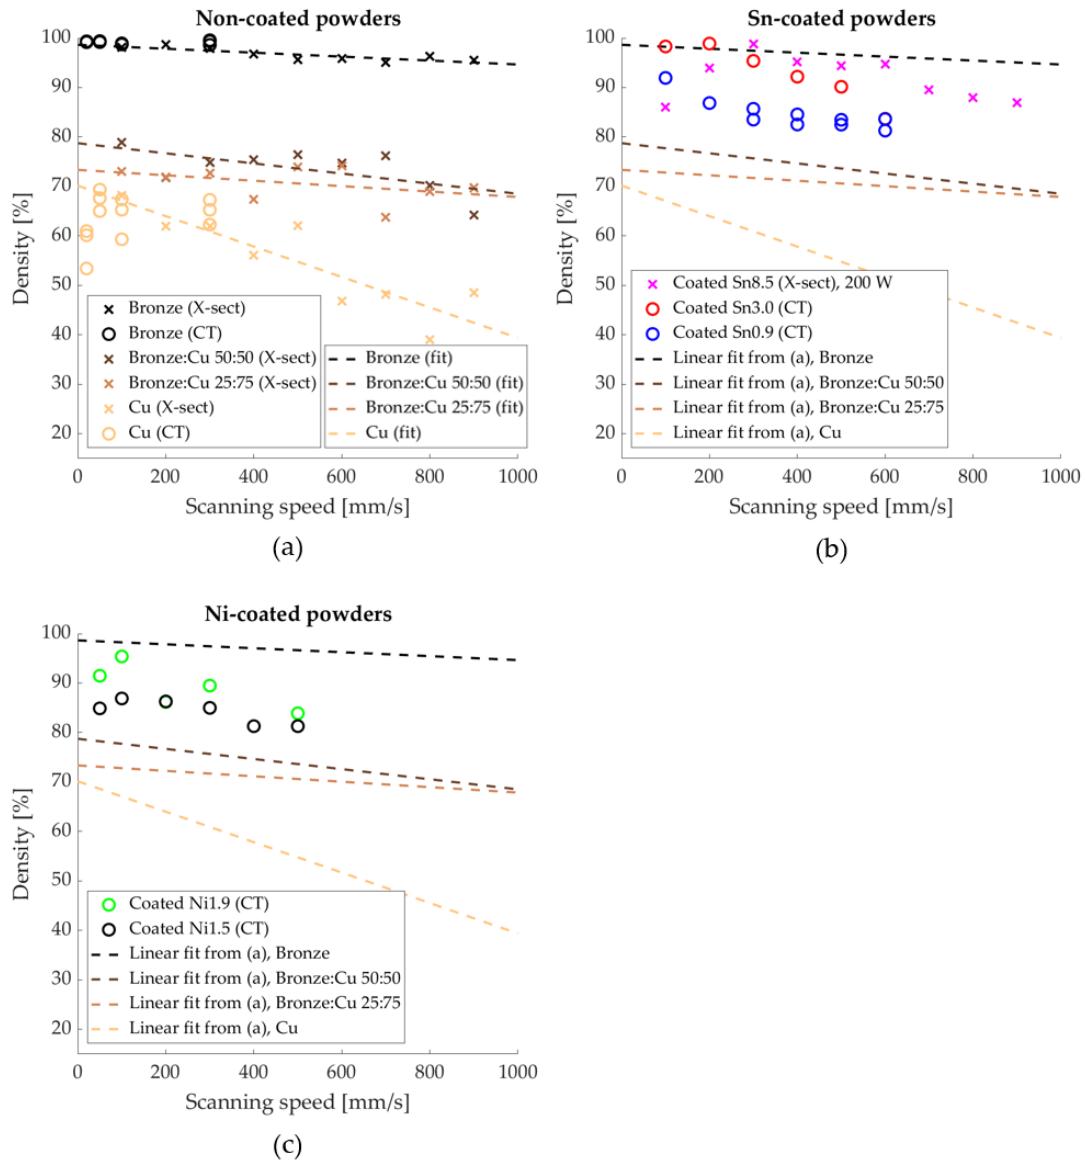 Non-coated powders
100
90
80
70
60
50
40
30
20
Density [%]
Bronze (X-sect)
Bronze (CT)
Bronze:Cu 50:50 (X-sect)
Bronze:Cu 25:75 (X-sect)
Cu (X-sect)
Cu (CT)
Bronze (fit)
Bronze:Cu 50:50 (fit)
Bronze:Cu 25:75 (fit)
Cu (fit)
0 200 400 600 800 1000
Scanning speed [mm/s]
(a)
Sn-coated powders
100
90
80
70
60
50
40
30
20
Density [%]
Coated Sn8.5 (X-sect), 200 W
Coated Sn3.0 (CT)
Coated Sn0.9 (CT)
Linear fit from (a), Bronze
Linear fit from (a), Bronze:Cu 50:50
Linear fit from (a), Bronze:Cu 25:75
Linear fit from (a), Cu
0 200 400 600 800 1000
Scanning speed [mm/s]
(b)
Ni-coated powders
100
90
80
70
60
50
40
30
20
Density [%]
Coated Ni1.9 (CT)
Coated Ni1.5 (CT)
Linear fit from (a), Bronze
Linear fit from (a), Bronze:Cu 50:50
Linear fit from (a), Bronze:Cu 25:75
Linear fit from (a), Cu
0 200 400 600 800 1000
Scanning speed [mm/s]
(c)